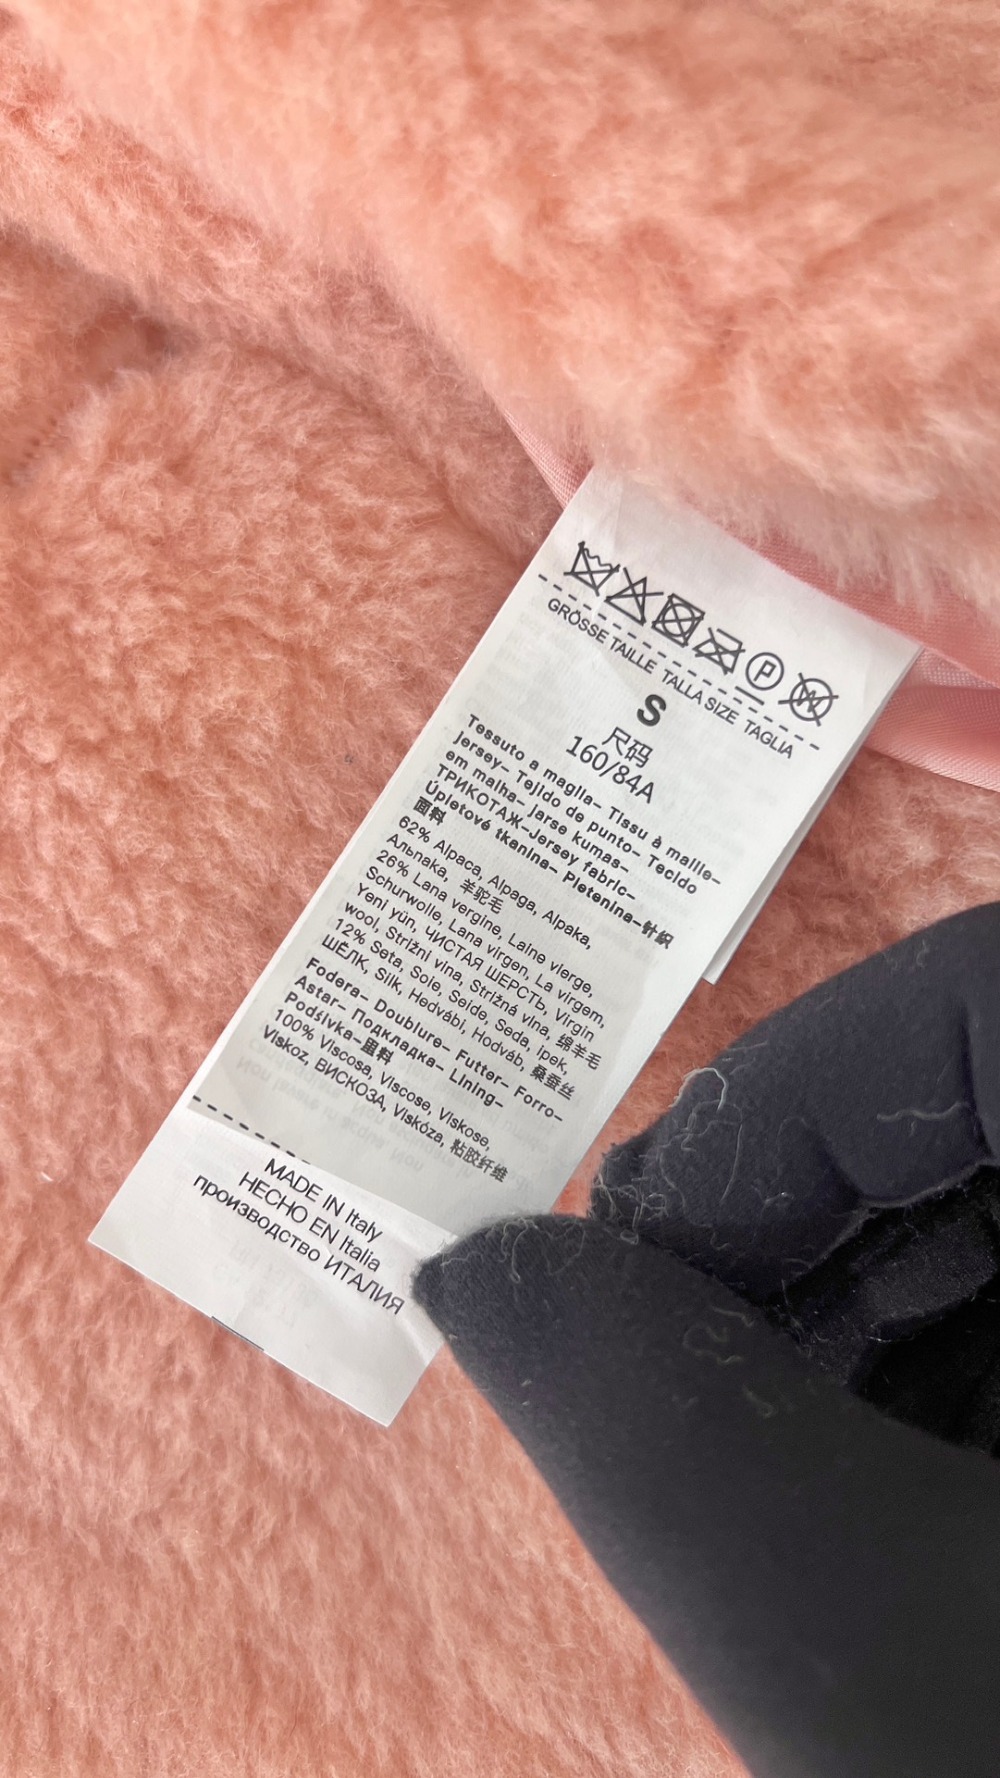 P W
GRÖSSE TAILLE TALLA SIZE TAGLIA
S
尺码
160/84A
Tessuto a maglia– Tissu à maille–
jersey– Tejido de punto– Tecido
em malha– jarse kumas–
ТРИКОТАЖ–Jersey fabric–
Úpletové tkanina– Pletenina–针织
面料
62% Alpaca, Alpaga, Alpaka,
Альпака, 羊驼毛
26% Lana vergine, Laine vierge,
Schurwolle, Lana virgen, La virgem,
Yeni yün, ЧИСТАЯ ШЕРСТЬ, Virgin
wool, Strižni vlna, Strižná vlna, 绵羊毛
12% Seta, Soie, Seide, Seda, ipek,
ШЁЛК, Silk, Hedvábí, Hodváb, 桑蚕丝
Fodera– Doublure– Futter– Forro–
Astar– Подкладка– Lining–
Podšívka–里料
100% Viscosa, Viscose, Viskose,
Viskoz, ВИСКОЗА, Viskóza, 粘胶纤维
MADE IN Italy
HECHO EN Italia
производство ИТАЛИЯ